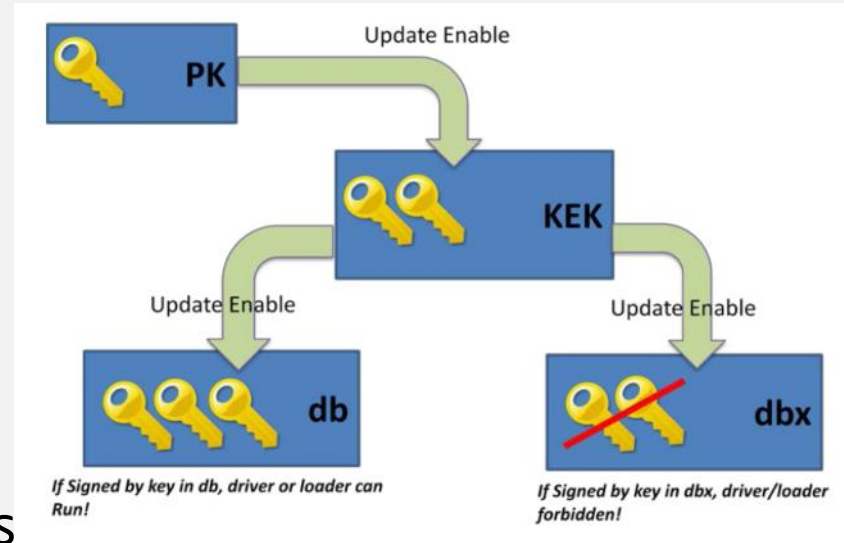 Update Enable
PK
KEK
Update Enable
Update Enable
db
dbx
If Signed by key in db, driver or loader can
Run!
If Signed by key in dbx, driver/loader
forbidden!
s